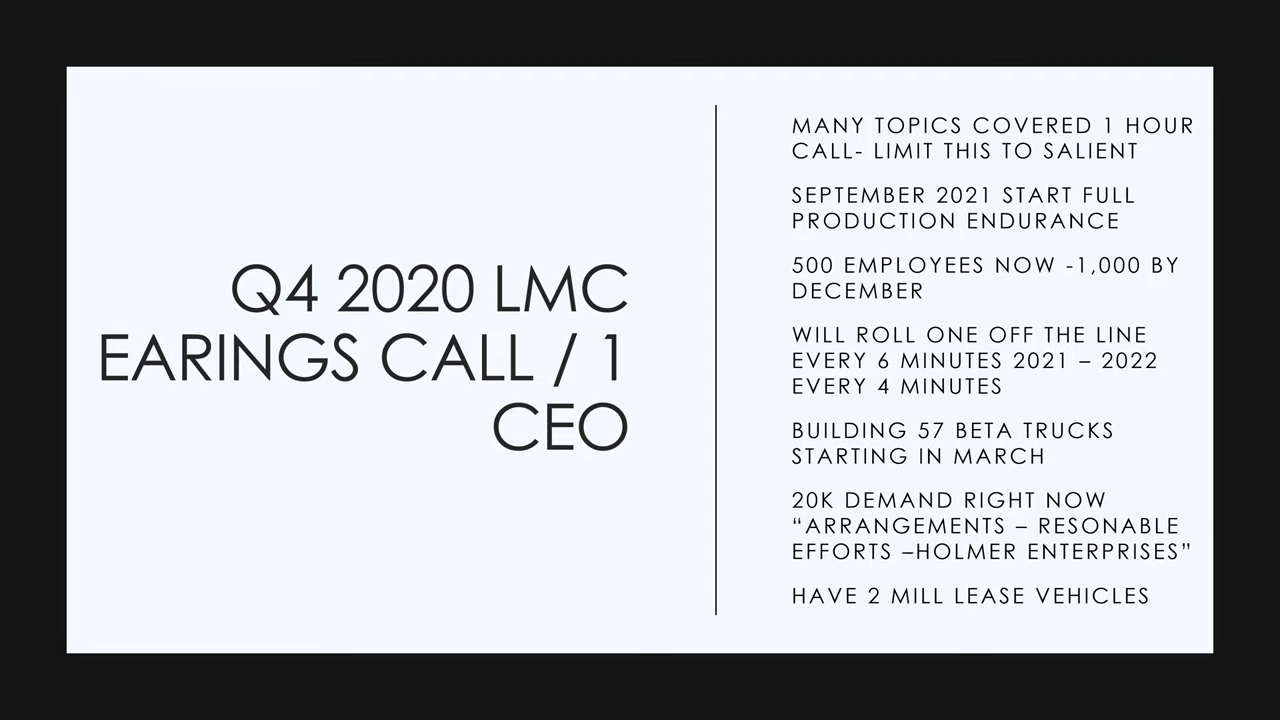 Q4 2020 LMC
EARINGS CALL / 1
CEO
MANY TOPICS COVERED 1 HOUR
CALL- LIMIT THIS TO SALIENT
SEPTEMBER 2021 START FULL
PRODUCTION ENDURANCE
500 EMPLOYEES NOW -1,000 BY
DECEMBER
WILL ROLL ONE OFF THE LINE
EVERY 6 MINUTES 2021 – 2022
EVERY 4 MINUTES
BUILDING 57 BETA TRUCKS
STARTING IN MARCH
20K DEMAND RIGHT NOW
“ARRANGEMENTS – RESONABLE
EFFORTS –HOLMER ENTERPRISES”
HAVE 2 MILL LEASE VEHICLES